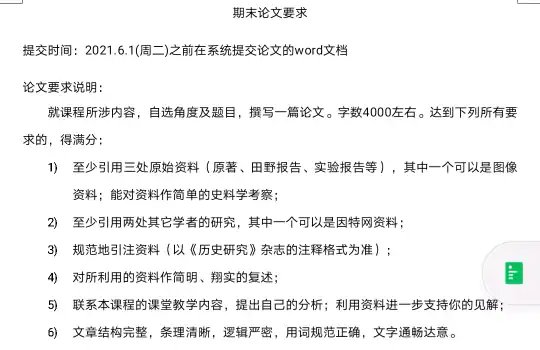 期末论文要求
提交时间：2021.6.1(周二)之前在系统提交论文的word文档
论文要求说明：
就课程所涉内容，自选角度及题目，撰写一篇论文。字数4000左右。达到下列所有要
求的，得满分：
1) 至少引用三处原始资料（原著、田野报告、实验报告等），其中一个可以是图像
资料；能对资料作简单的史料学考察；
2) 至少引用两处其它学者的研究，其中一个可以是因特网资料；
3) 规范地引注资料（以《历史研究》杂志的注释格式为准）；
4) 对所利用的资料作简明、翔实的复述；
5) 联系本课程的课堂教学内容，提出自己的分析；利用资料进一步支持你的见解；
6) 文章结构完整，条理清晰，逻辑严密，用词规范正确，文字通畅达意。